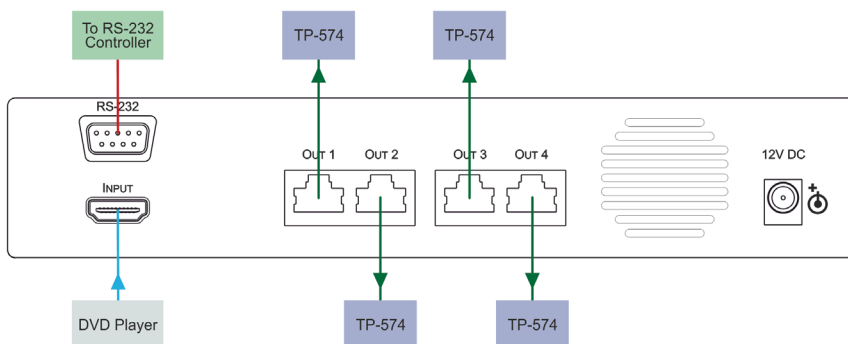 To RS-232
Controller
TP-574
TP-574
RS-232
OUT 1
OUT 2
OUT 3
OUT 4
12V DC
INPUT
+
DVD Player
TP-574
TP-574